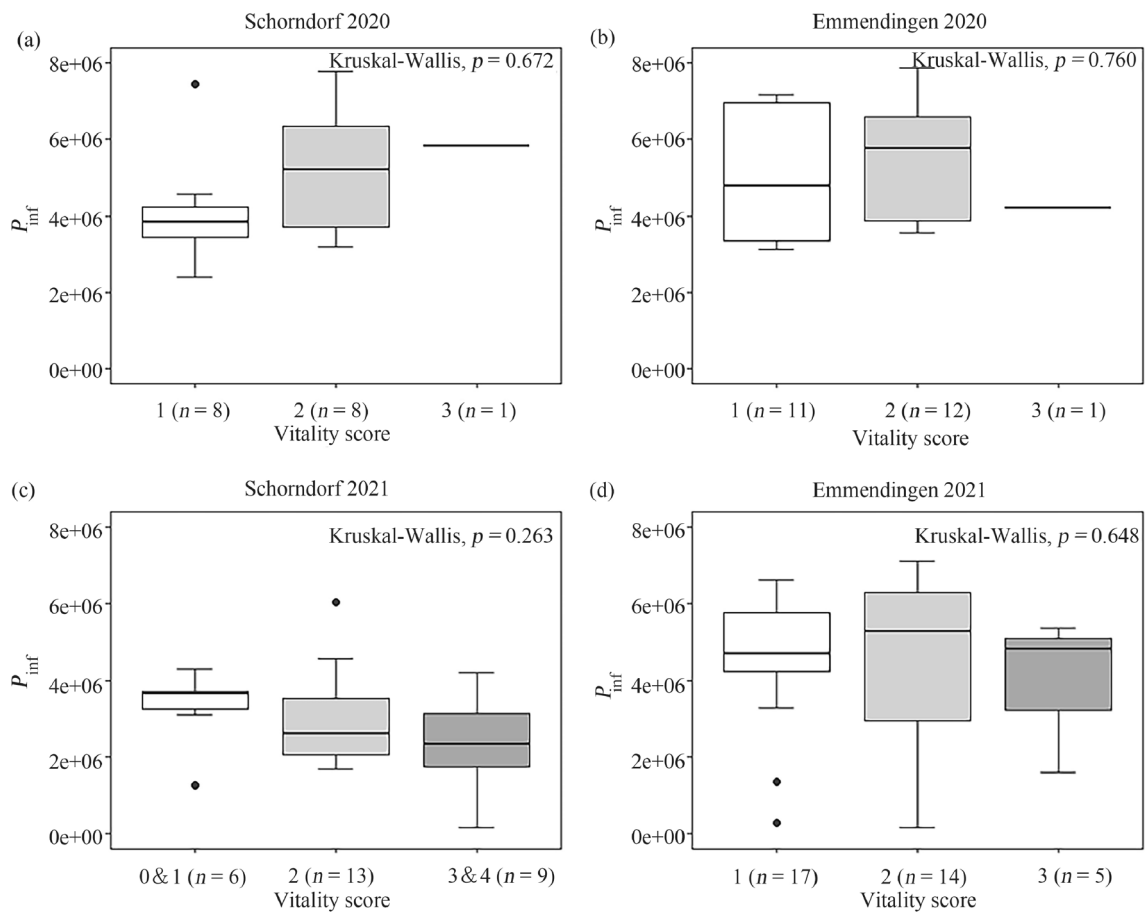 (a)
Schorndorf 2020
Kruskal-Wallis, p = 0.672
8e+06
6e+06
4e+06
2e+06
0e+00
Pinf
1 (n = 8)
2 (n = 8)
3 (n = 1)
Vitality score
(b)
Emmendingen 2020
Kruskal-Wallis, p = 0.760
8e+06
6e+06
4e+06
2e+06
0e+00
Pinf
1 (n = 11)
2 (n = 12)
3 (n = 1)
Vitality score
(c)
Schorndorf 2021
Kruskal-Wallis, p = 0.263
8e+06
6e+06
4e+06
2e+06
0e+00
Pinf
0&1 (n = 6)
2 (n = 13)
3&4 (n = 9)
Vitality score
(d)
Emmendingen 2021
Kruskal-Wallis, p = 0.648
8e+06
6e+06
4e+06
2e+06
0e+00
Pinf
1 (n = 17)
2 (n = 14)
3 (n = 5)
Vitality score